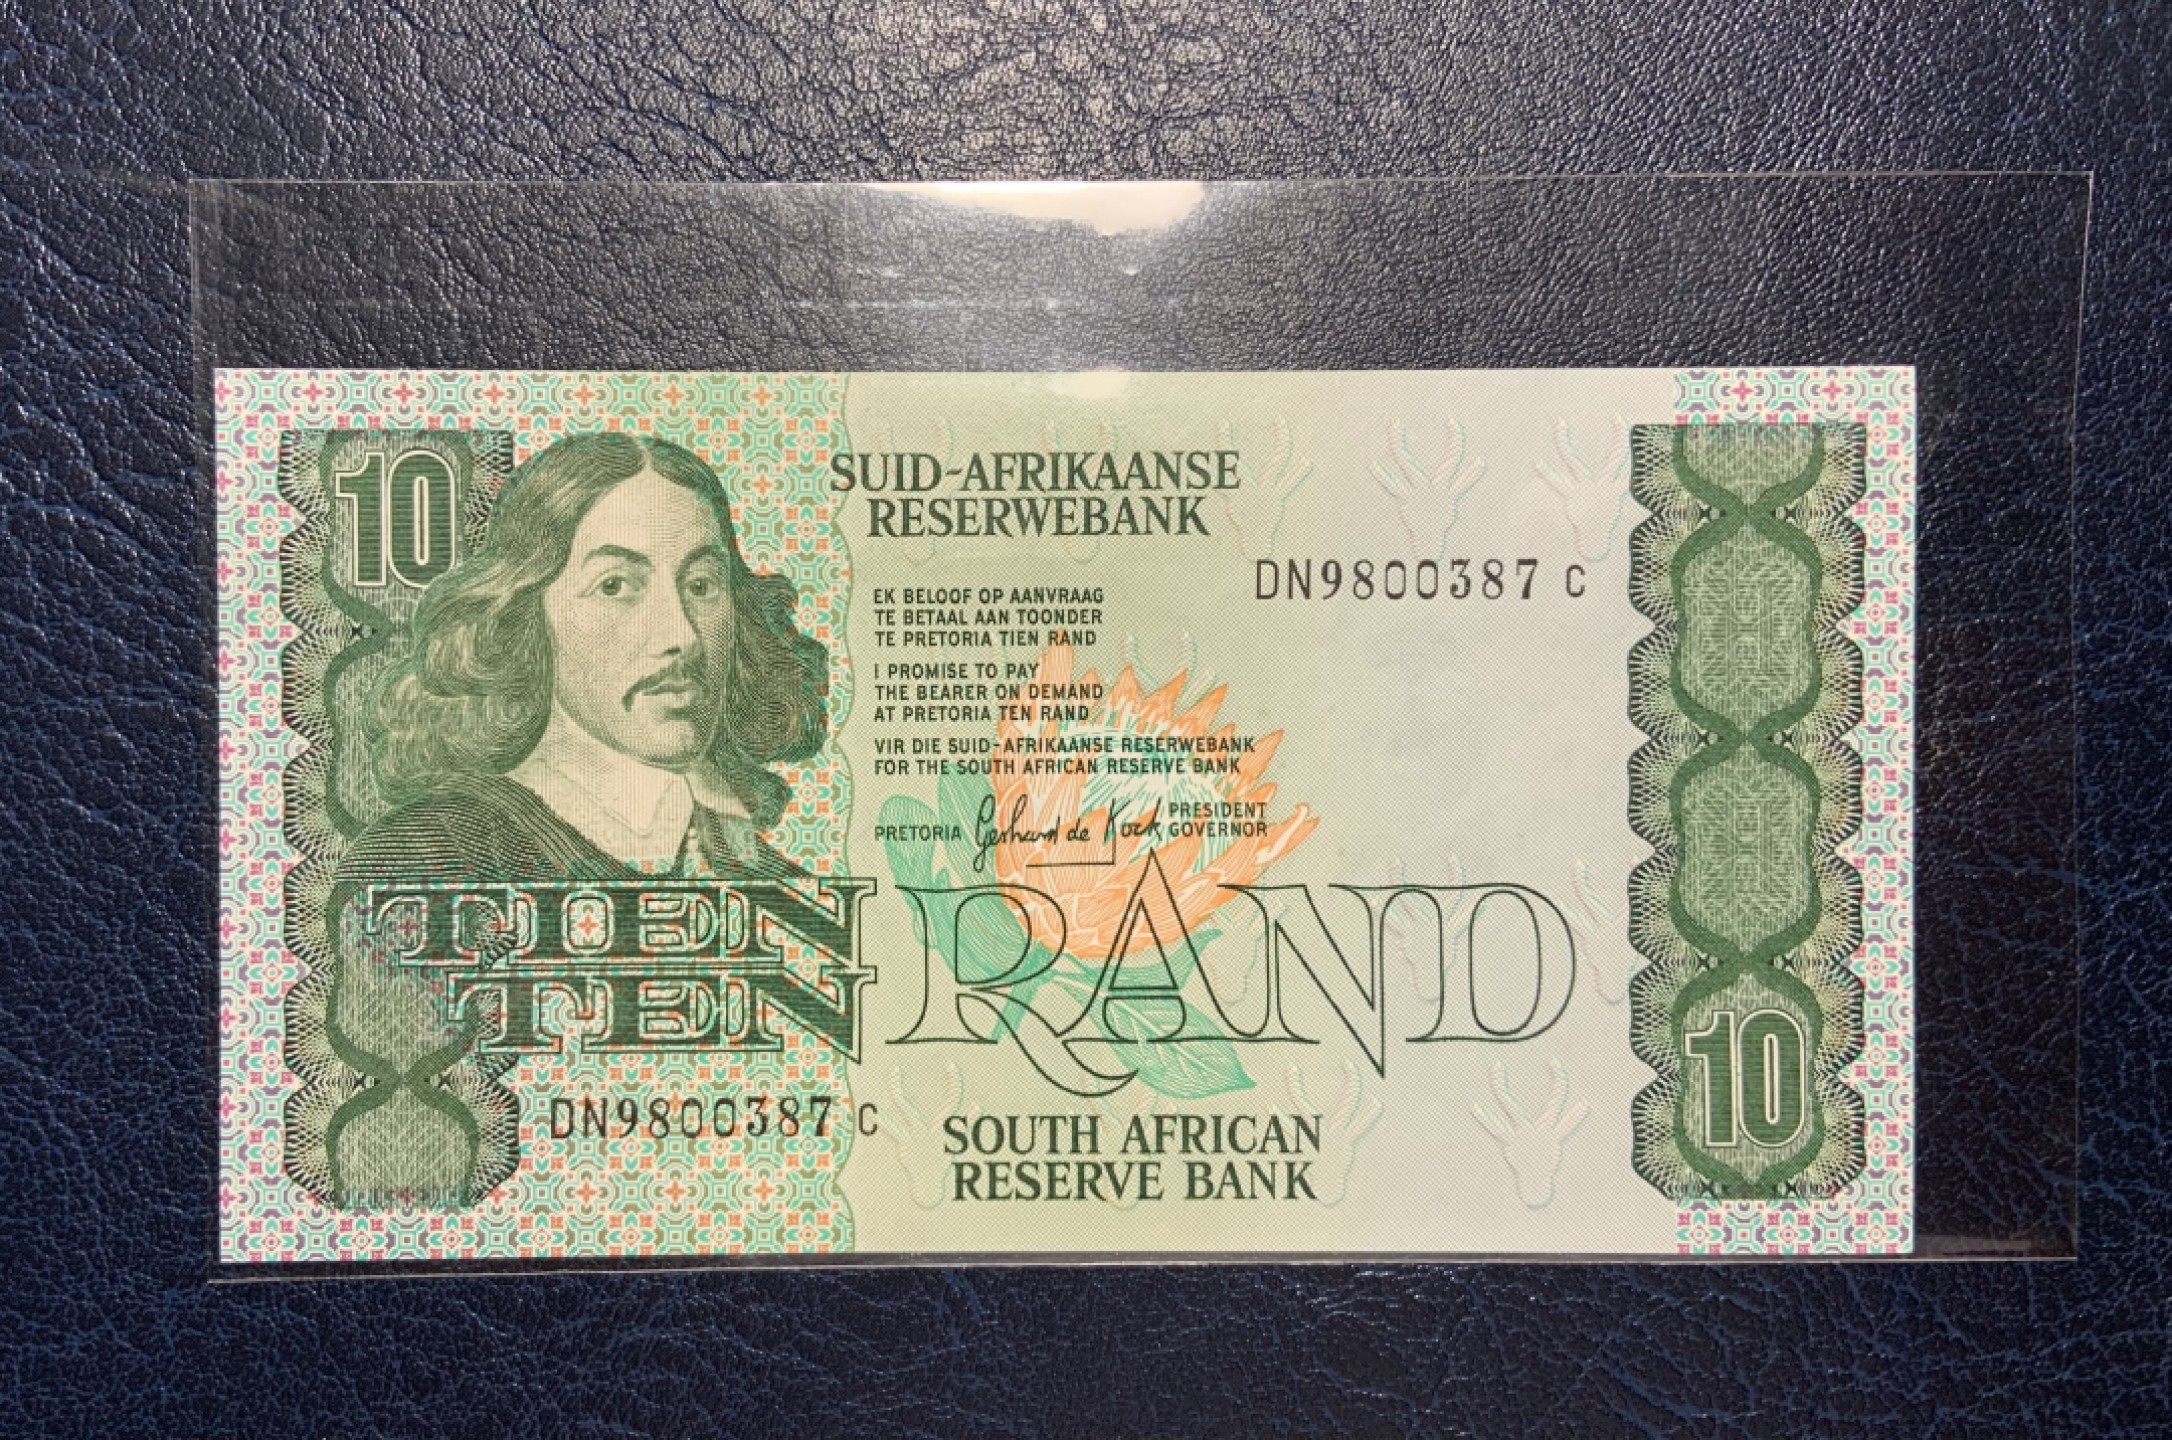 10
SUID-AFRIKAANSE
RESERWEBANK
DN9800387 C
EK BELOOF OP AANVRAAG
TE BETAAL AAN TOONDER
TE PRETORIA TIEN RAND
I PROMISE TO PAY
THE BEARER ON DEMAND
AT PRETORIA TEN RAND
VIR DIE SUID-AFRIKAANSE RESERWEBANK
FOR THE SOUTH AFRICAN RESERVE BANK
PRETORIA Gerhard de Kock PRESIDENT
GOVERNOR
TIEN
TEN RAND
10
DN9800387 C
SOUTH AFRICAN
RESERVE BANK